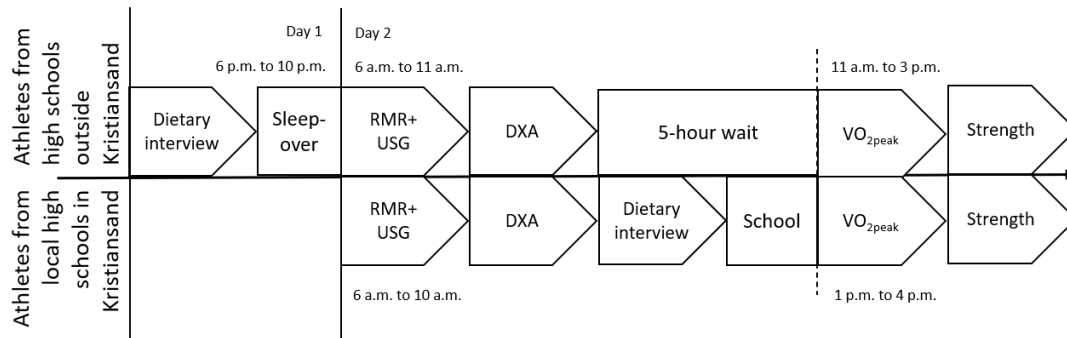 Athletes from
high schools
outside
Kristiansand
Day 1
Day 2
6 p.m. to 10 p.m.
6 a.m. to 11 a.m.
11 a.m. to 3 p.m.
Dietary
interview
Sleep-
over
RMR+
USG
DXA
5-hour wait
VO2peak
Strength
Athletes from
local high
schools in
Kristiansand
RMR+
USG
DXA
Dietary
interview
School
VO2peak
Strength
6 a.m. to 10 a.m.
1 p.m. to 4 p.m.